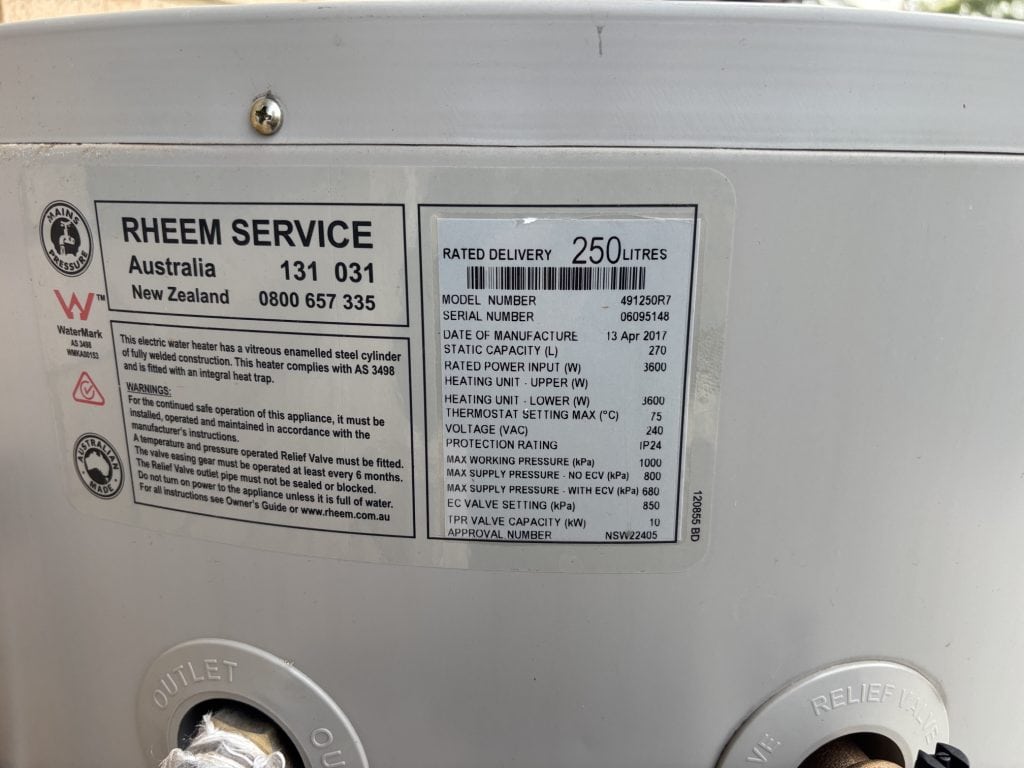 MAINS
PRESSURE
W™
WaterMark
AS 3498
WMKA00153
AUSTRALIAN
MADE
RHEEM SERVICE
Australia 131 031
New Zealand 0800 657 335
This electric water heater has a vitreous enamelled steel cylinder
of fully welded construction. This heater complies with AS 3498
and is fitted with an integral heat trap.
WARNINGS:
For the continued safe operation of this appliance, it must be
installed, operated and maintained in accordance with the
manufacturer's instructions.
A temperature and pressure operated Relief Valve must be fitted.
The valve easing gear must be operated at least every 6 months.
The Relief Valve outlet pipe must not be sealed or blocked.
Do not turn on power to the appliance unless it is full of water.
For all instructions see Owner's Guide or www.rheem.com.au
RATED DELIVERY 250 LITRES
MODEL NUMBER 491250R7
SERIAL NUMBER 06095148
DATE OF MANUFACTURE 13 Apr 2017
STATIC CAPACITY (L) 270
RATED POWER INPUT (W) 3600
HEATING UNIT - UPPER (W)
HEATING UNIT - LOWER (W) 3600
THERMOSTAT SETTING MAX (°C) 75
VOLTAGE (VAC) 240
PROTECTION RATING IP24
MAX WORKING PRESSURE (kPa) 1000
MAX SUPPLY PRESSURE - NO ECV (kPa) 800
MAX SUPPLY PRESSURE - WITH ECV (kPa) 680
EC VALVE SETTING (kPa) 850
TPR VALVE CAPACITY (kW) 10
APPROVAL NUMBER NSW22405
120855 BD
OUTLET
RELIEF VALVE